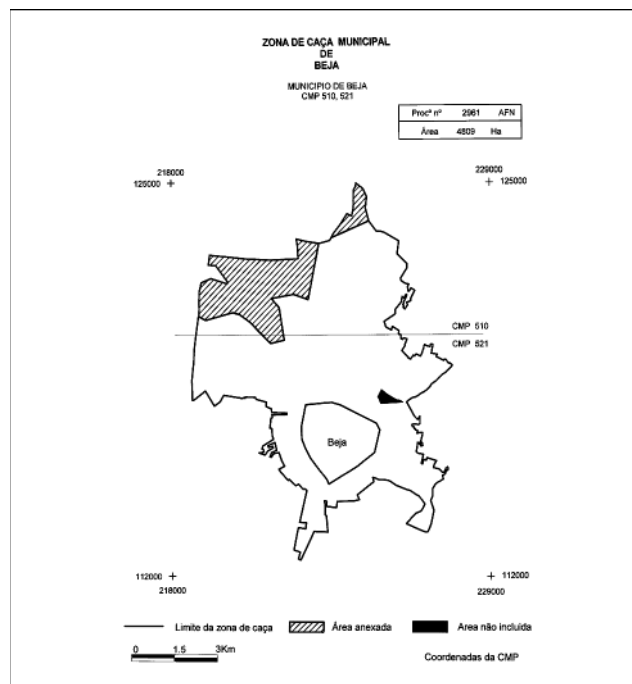 ZONA DE CAÇA MUNICIPAL
DE
BEJA
MUNICIPIO DE BEJA
CMP 510, 521
Procº nº 2961 AFN
Área 4809 Ha
218000
125000
229000
125000
CMP 510
CMP 521
Beja
112000
218000
112000
229000
Limite da zona de caça
Área anexada
Area não incluída
0 1.5 3Km
Coordenadas da CMP